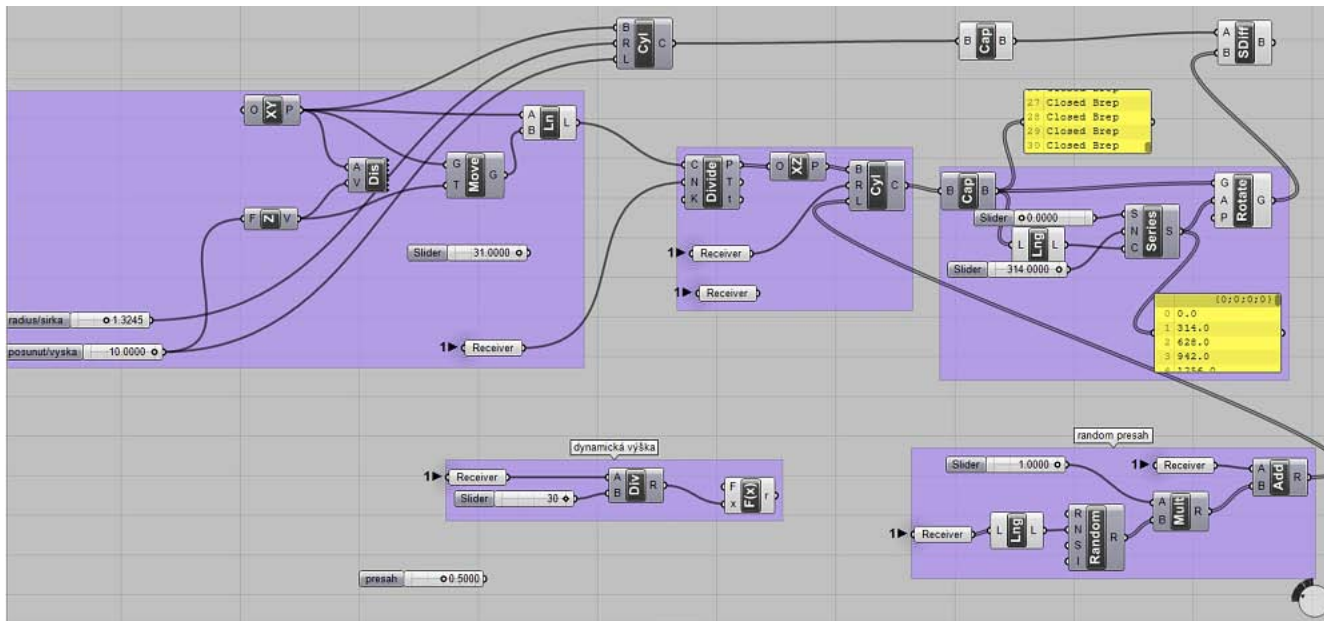 B R L Cyl C
B Cap B
A B SDiff B
27 Closed Brep
28 Closed Brep
29 Closed Brep
30 Closed Brep
O XY P
A B Ln L
A V Dis
G T Move G
F Z V
Slider 31.0000
radius/sirka 1.3245
posunut/vyska 10.0000
1 Receiver
C N K Divide P T t
O XZ P
B R L Cyl C
1 Receiver
1 Receiver
B Cap B
Slider 0.0000
L Lng L
Slider 314.0000
S N C Series S
G A P Rotate G
{0;0;0;0}
0 0.0
1 314.0
2 628.0
3 942.0
4 1256.0
dynamická výška
1 Receiver
Slider 30
A B Div R
F x F(x) r
presah 0.5000
random presah
Slider 1.0000
1 Receiver
1 Receiver
L Lng L
R N S I Random R
A B Mult R
A B Add R